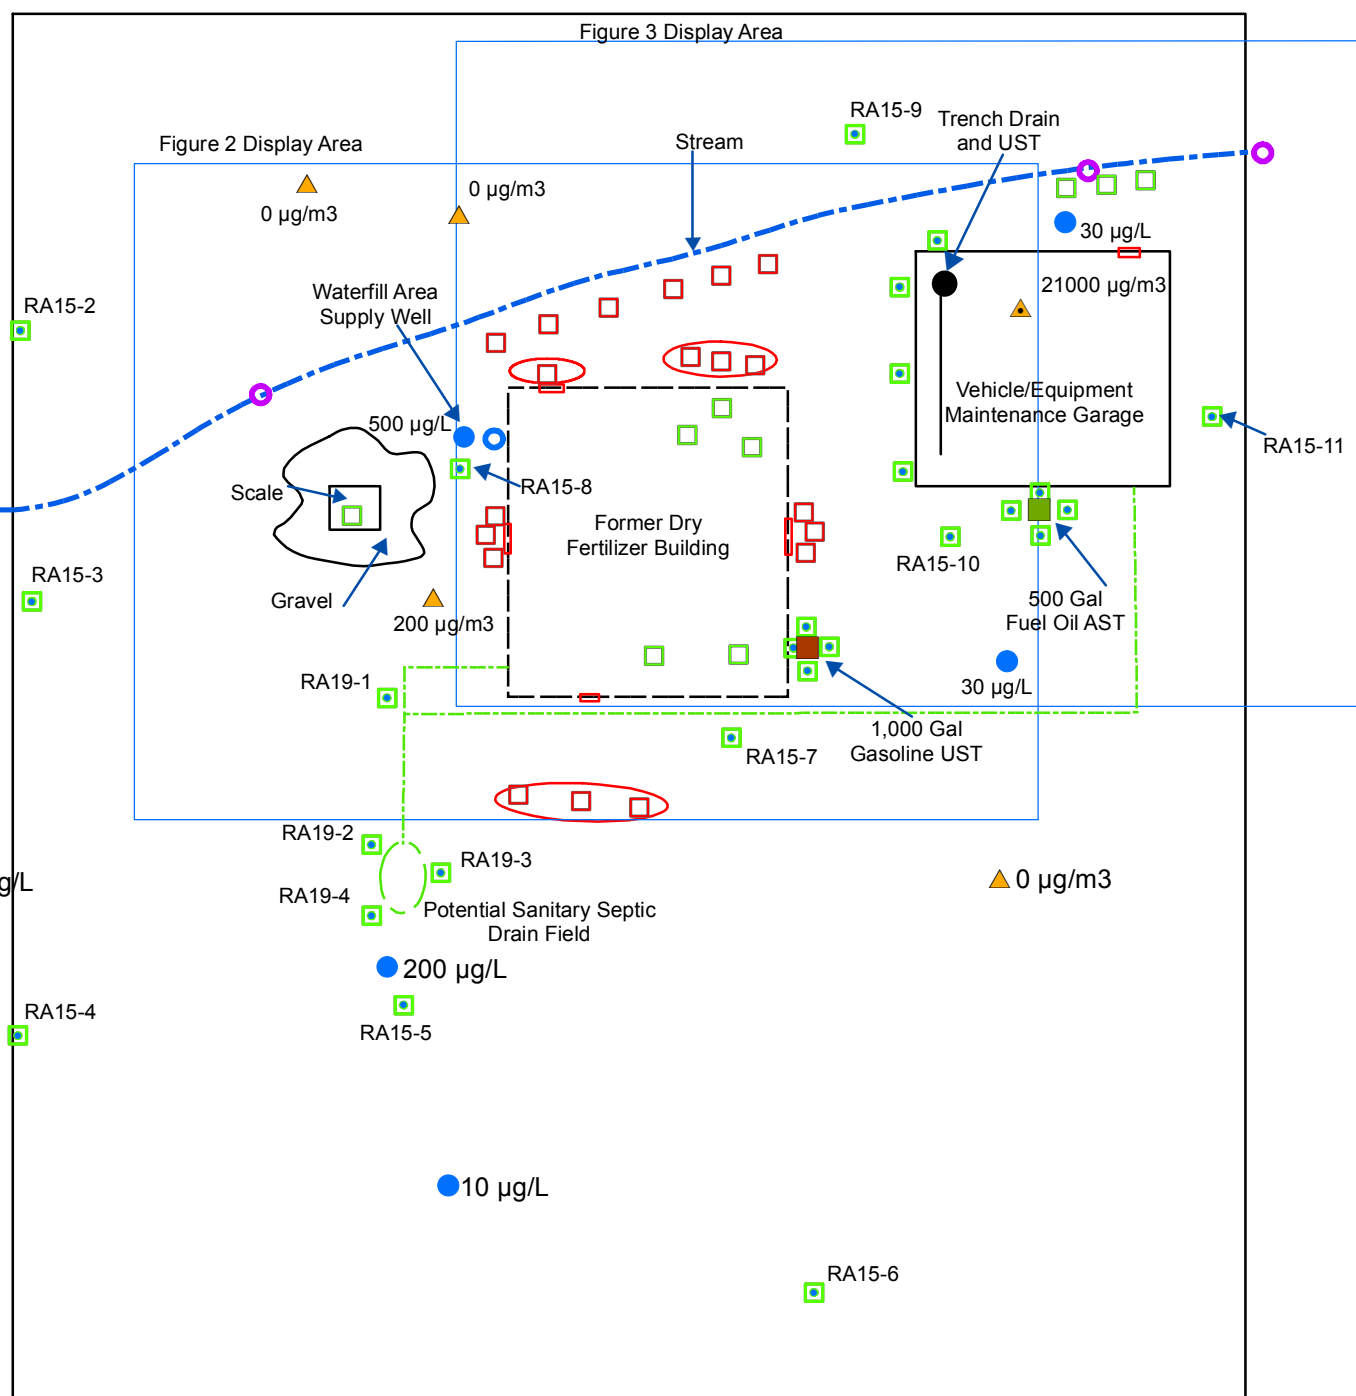 Figure 3 Display Area
RA15-9
Trench Drain
and UST
Stream
Figure 2 Display Area
0 µg/m3
0 µg/m3
30 µg/L
21000 µg/m3
Waterfill Area
Supply Well
RA15-2
Vehicle/Equipment
Maintenance Garage
500 µg/L
RA15-11
RA15-8
Scale
Former Dry
Fertilizer Building
RA15-10
RA15-3
Gravel
500 Gal
Fuel Oil AST
200 µg/m3
RA19-1
30 µg/L
1,000 Gal
Gasoline UST
RA15-7
RA19-2
RA19-3
g/L
0 µg/m3
RA19-4
Potential Sanitary Septic
Drain Field
200 µg/L
RA15-4
RA15-5
10 µg/L
RA15-6